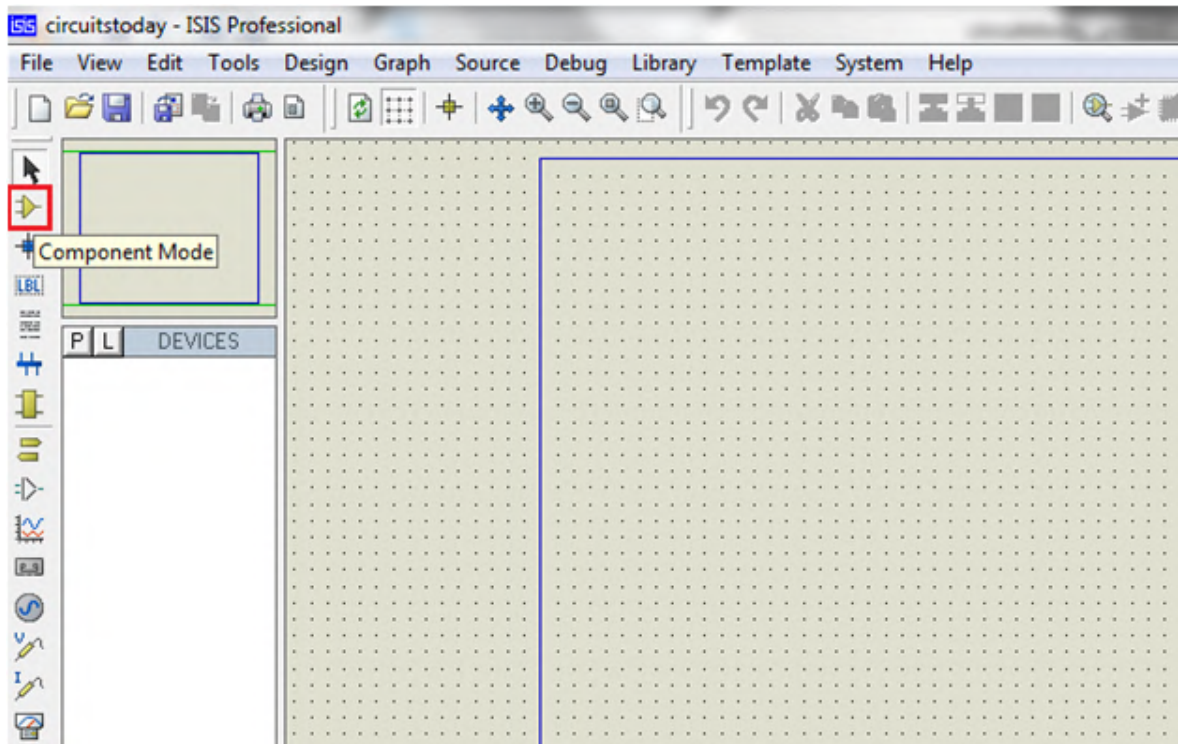 ISIS circuitstoday - ISIS Professional
File View Edit Tools Design Graph Source Debug Library Template System Help
Component Mode
LBL
P L DEVICES
V
I